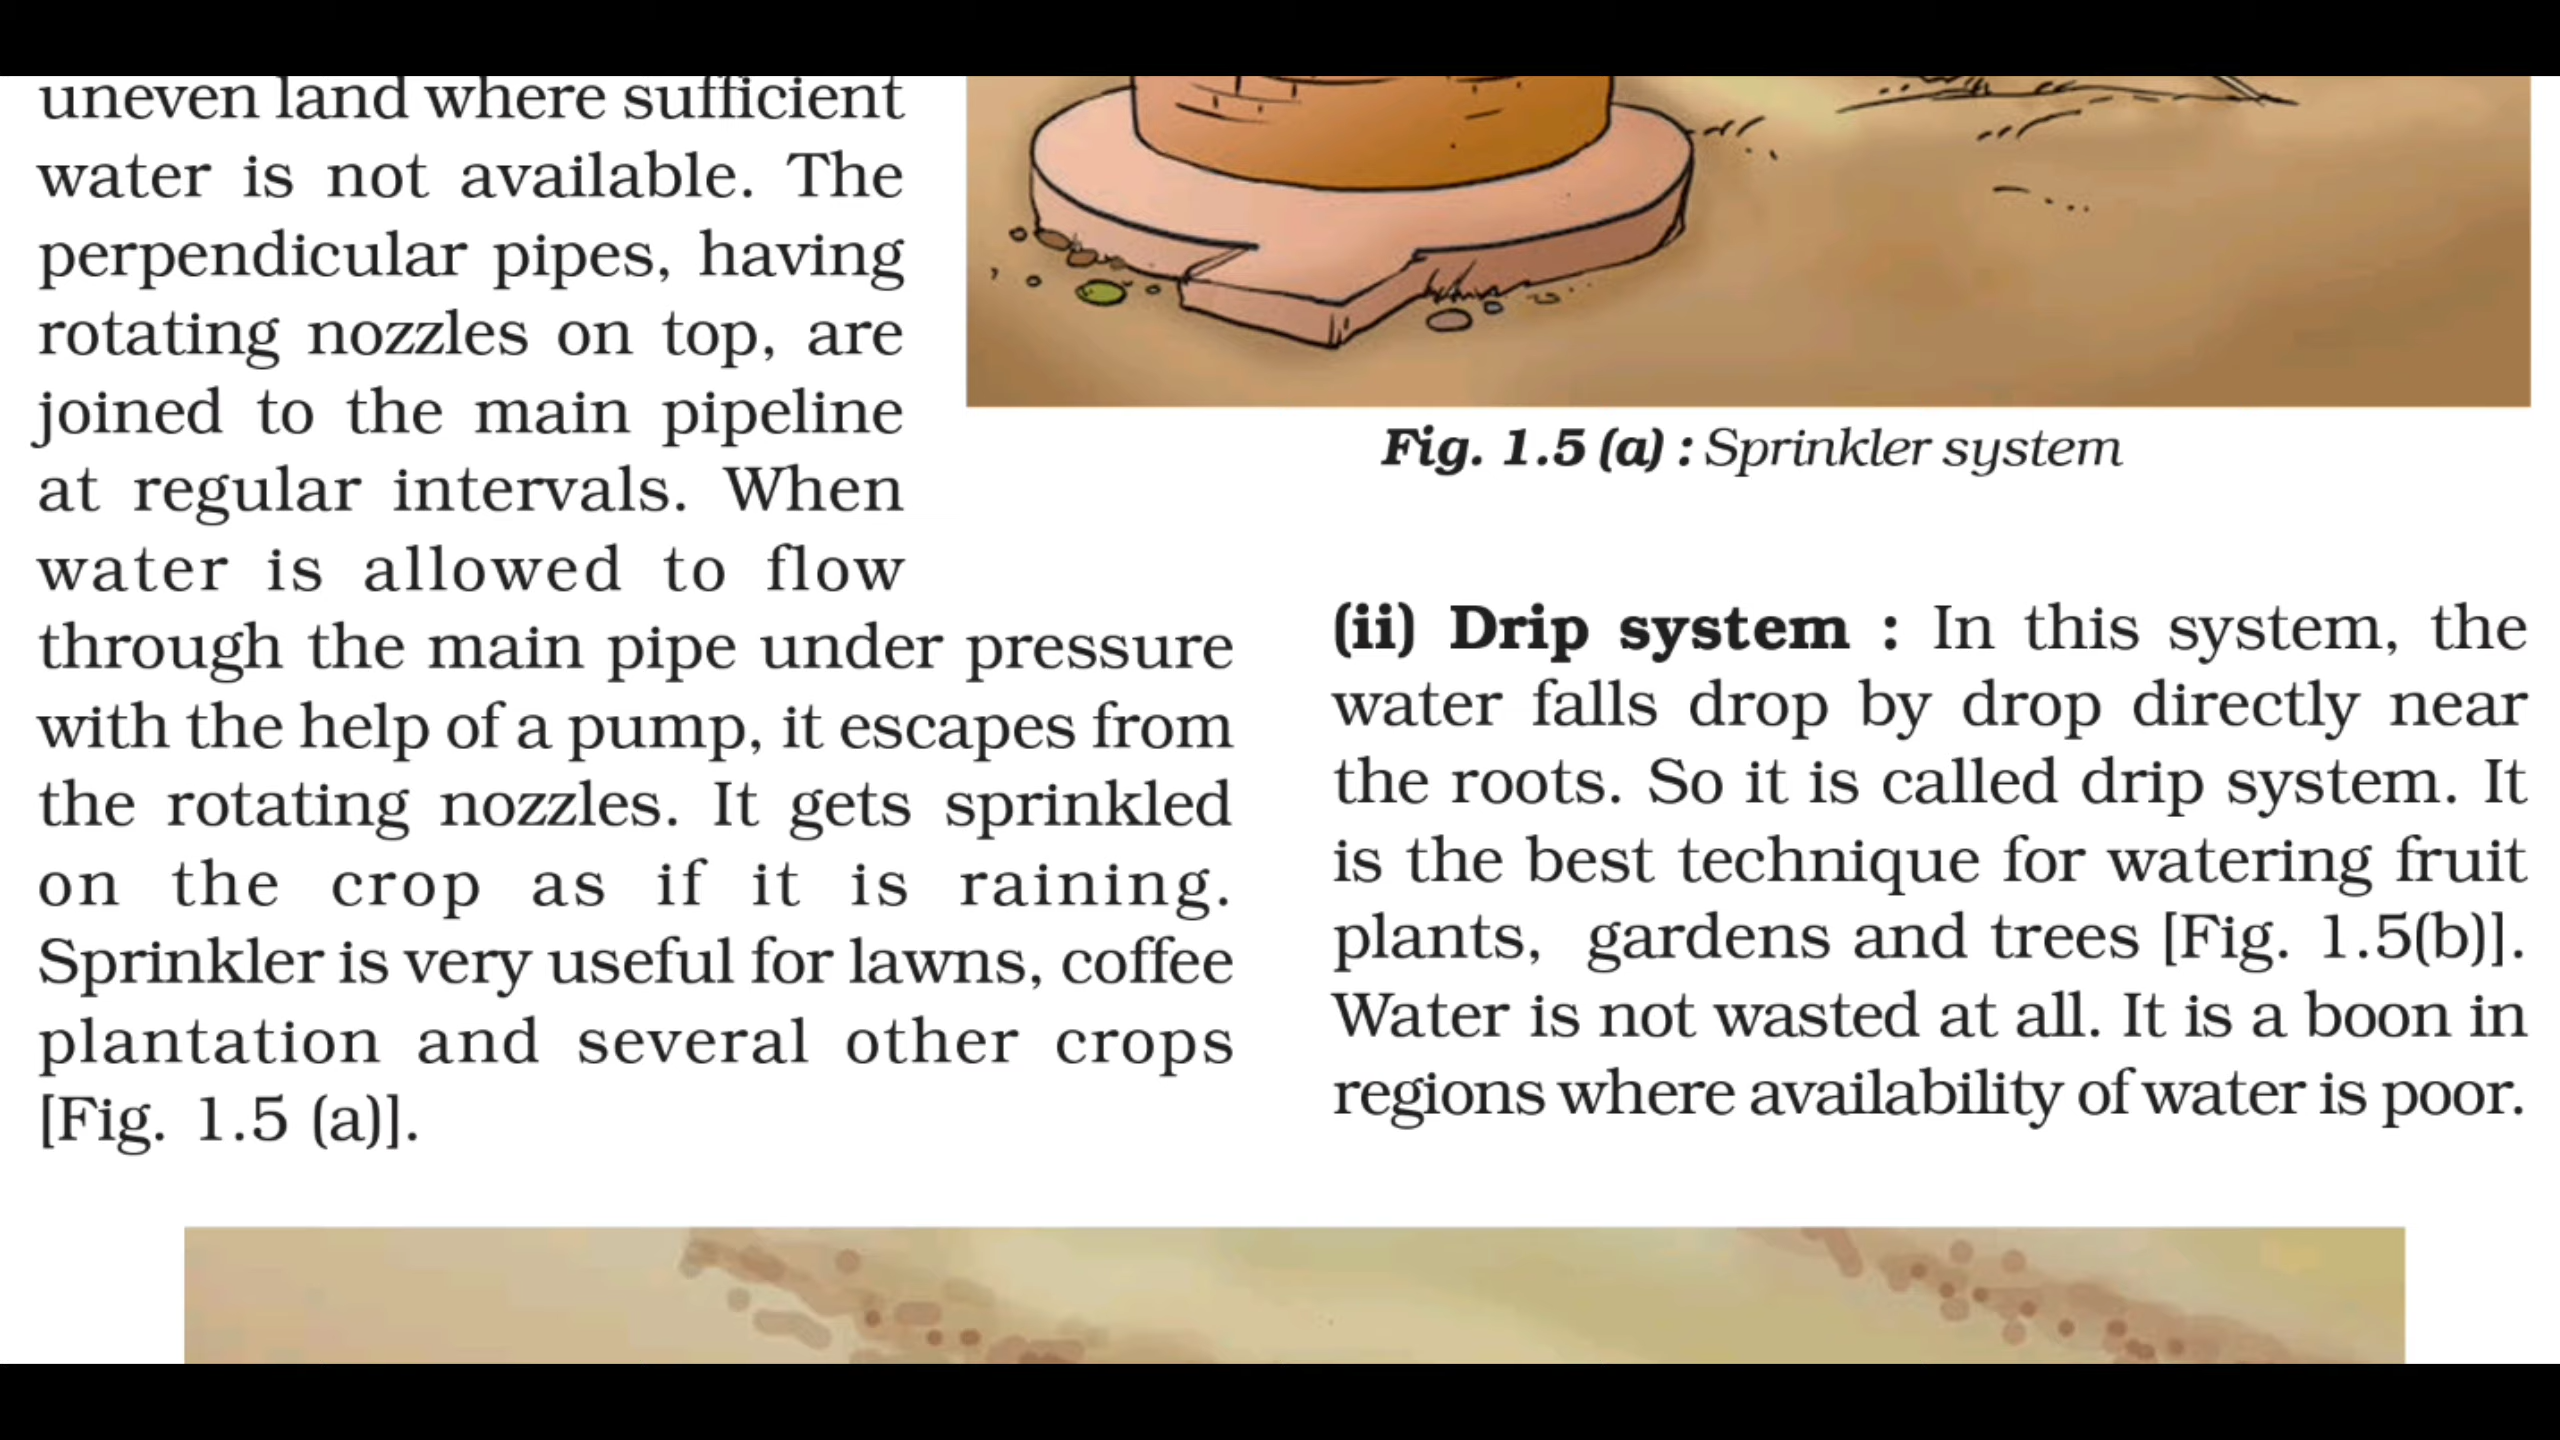 uneven land where sufficient
water is not available. The
perpendicular pipes, having
rotating nozzles on top, are
joined to the main pipeline
at regular intervals. When
water is allowed to flow
through the main pipe under pressure
with the help of a pump, it escapes from
the rotating nozzles. It gets sprinkled
on the crop as if it is raining.
Sprinkler is very useful for lawns, coffee
plantation and several other crops
[Fig. 1.5 (a)].
Fig. 1.5 (a) : Sprinkler system
(ii) Drip system : In this system, the
water falls drop by drop directly near
the roots. So it is called drip system. It
is the best technique for watering fruit
plants, gardens and trees [Fig. 1.5(b)].
Water is not wasted at all. It is a boon in
regions where availability of water is poor.